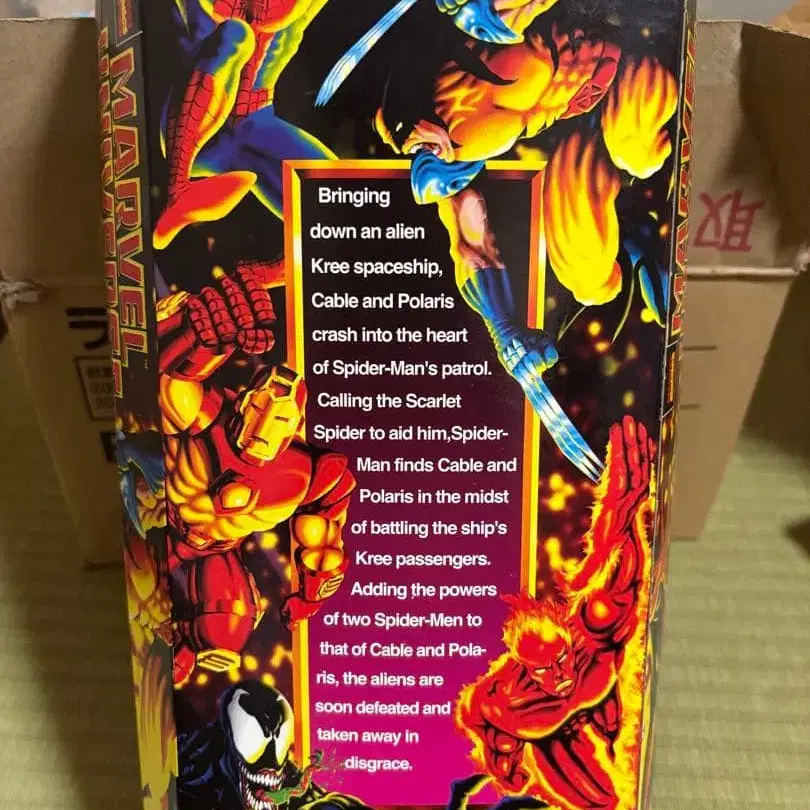 MARVEL
UNIVERSE
Bringing
down an alien
Kree spaceship,
Cable and Polaris
crash into the heart
of Spider-Man's patrol.
Calling the Scarlet
Spider to aid him,Spider-
Man finds Cable and
Polaris in the midst
of battling the ship's
Kree passengers.
Adding the powers
of two Spider-Men to
that of Cable and Pola-
ris, the aliens are
soon defeated and
taken away in
disgrace.
MARVEL